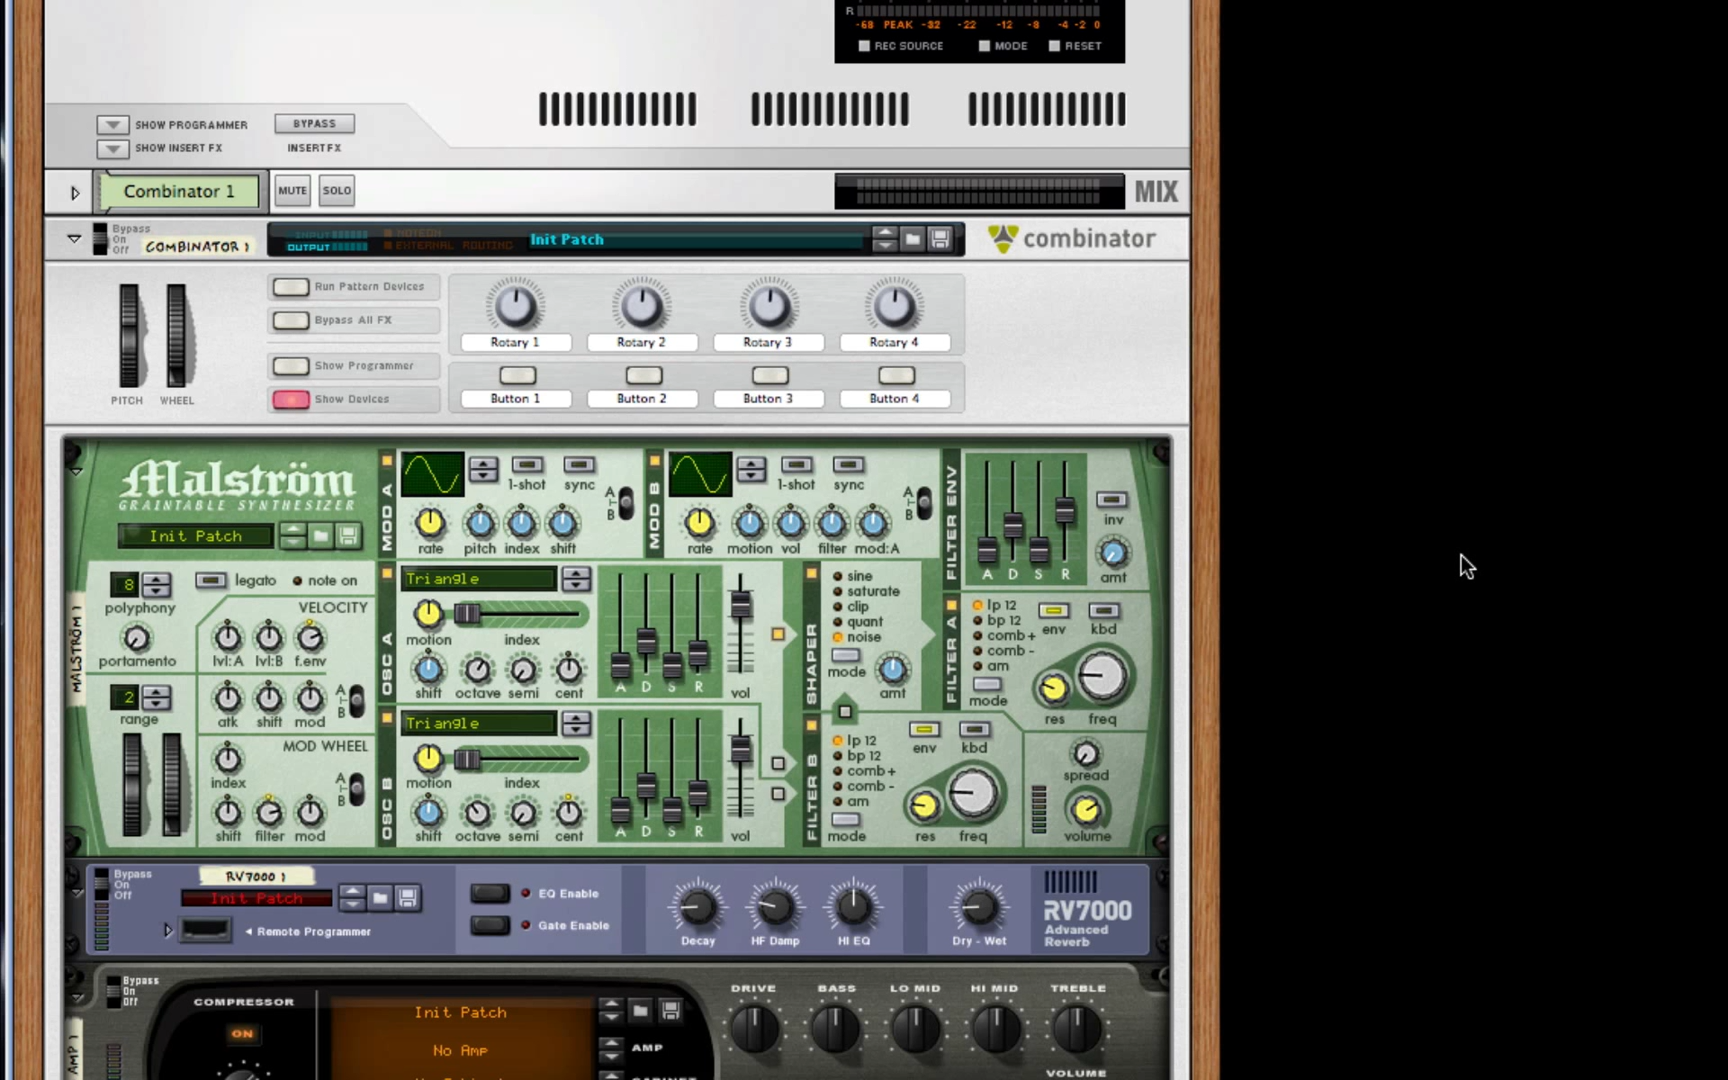 R
-68 PEAK -32 -22 -12 -8 -4 -2 0
REC SOURCE MODE RESET
SHOW PROGRAMMER BYPASS
SHOW INSERT FX INSERT FX
Combinator 1 MUTE SOLO MIX
Bypass
On
Off
COMBINATOR 1
OUTPUT EXTERNAL ROUTING
Init Patch
combinator
Run Pattern Devices
Bypass All FX
Show Programmer
Show Devices
PITCH WHEEL
Rotary 1 Rotary 2 Rotary 3 Rotary 4
Button 1 Button 2 Button 3 Button 4
Malström
GRAINTABLE SYNTHESIZER
Init Patch
MALSTRÖM 1
8 legato note on
polyphony
portamento
VELOCITY
lvl:A lvl:B f.env
2
range
atk shift mod
A
B
MOD WHEEL
index
A
B
shift filter mod
MOD A
1-shot sync
A
B
rate pitch index shift
MOD B
1-shot sync
A
B
rate motion vol filter mod:A
FILTER ENV
A D S R
inv
amt
OSC A
Triangle
motion index
shift octave semi cent
A D S R vol
OSC B
Triangle
motion index
shift octave semi cent
A D S R vol
SHAPER
sine
saturate
clip
quant
noise
mode amt
FILTER A
lp 12
bp 12
comb +
comb -
am
mode
env kbd
res freq
FILTER B
lp 12
bp 12
comb +
comb -
am
mode
env kbd
res freq
spread
volume
Bypass
On
Off
RV7000 1
Init Patch
Remote Programmer
EQ Enable
Gate Enable
Decay HF Damp HI EQ Dry - Wet
RV7000
Advanced
Reverb
Bypass
On
Off
AMP 1
COMPRESSOR
ON
Init Patch
No Amp
AMP
DRIVE BASS LO MID HI MID TREBLE
VOLUME